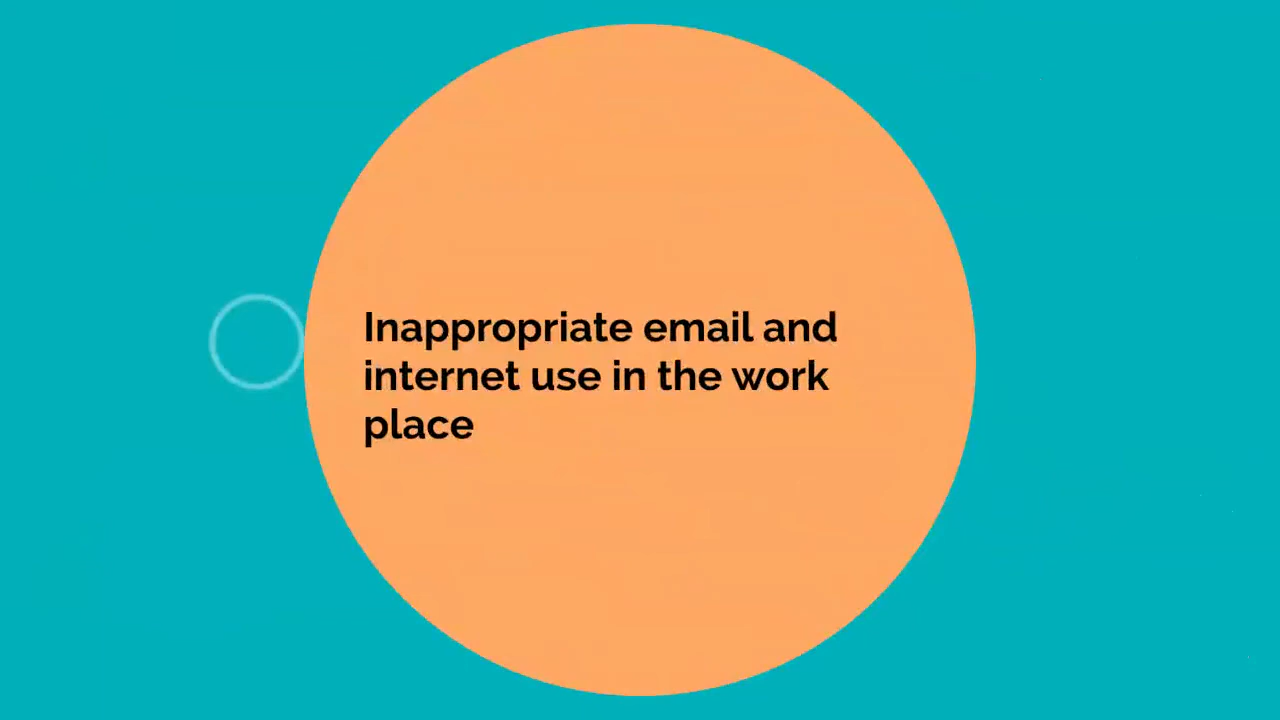 Inappropriate email and
internet use in the work
place